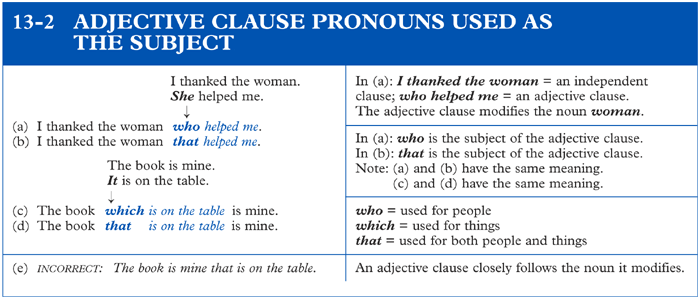 13-2 ADJECTIVE CLAUSE PRONOUNS USED AS
THE SUBJECT
I thanked the woman.
She helped me.
↓
(a) I thanked the woman who helped me.
(b) I thanked the woman that helped me.
The book is mine.
It is on the table.
↓
(c) The book which is on the table is mine.
(d) The book that is on the table is mine.
In (a): I thanked the woman = an independent
clause; who helped me = an adjective clause.
The adjective clause modifies the noun woman.
In (a): who is the subject of the adjective clause.
In (b): that is the subject of the adjective clause.
Note: (a) and (b) have the same meaning.
(c) and (d) have the same meaning.
who = used for people
which = used for things
that = used for both people and things
(e) INCORRECT: The book is mine that is on the table.
An adjective clause closely follows the noun it modifies.